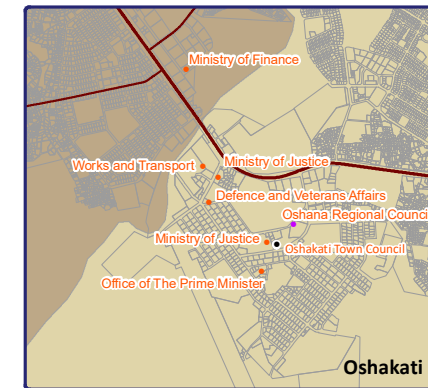 Ministry of Finance
Works and Transport
Ministry of Justice
Defence and Veterans Affairs
Oshana Regional Counci
Ministry of Justice
Oshakati Town Council
Office of The Prime Minister
Oshakati